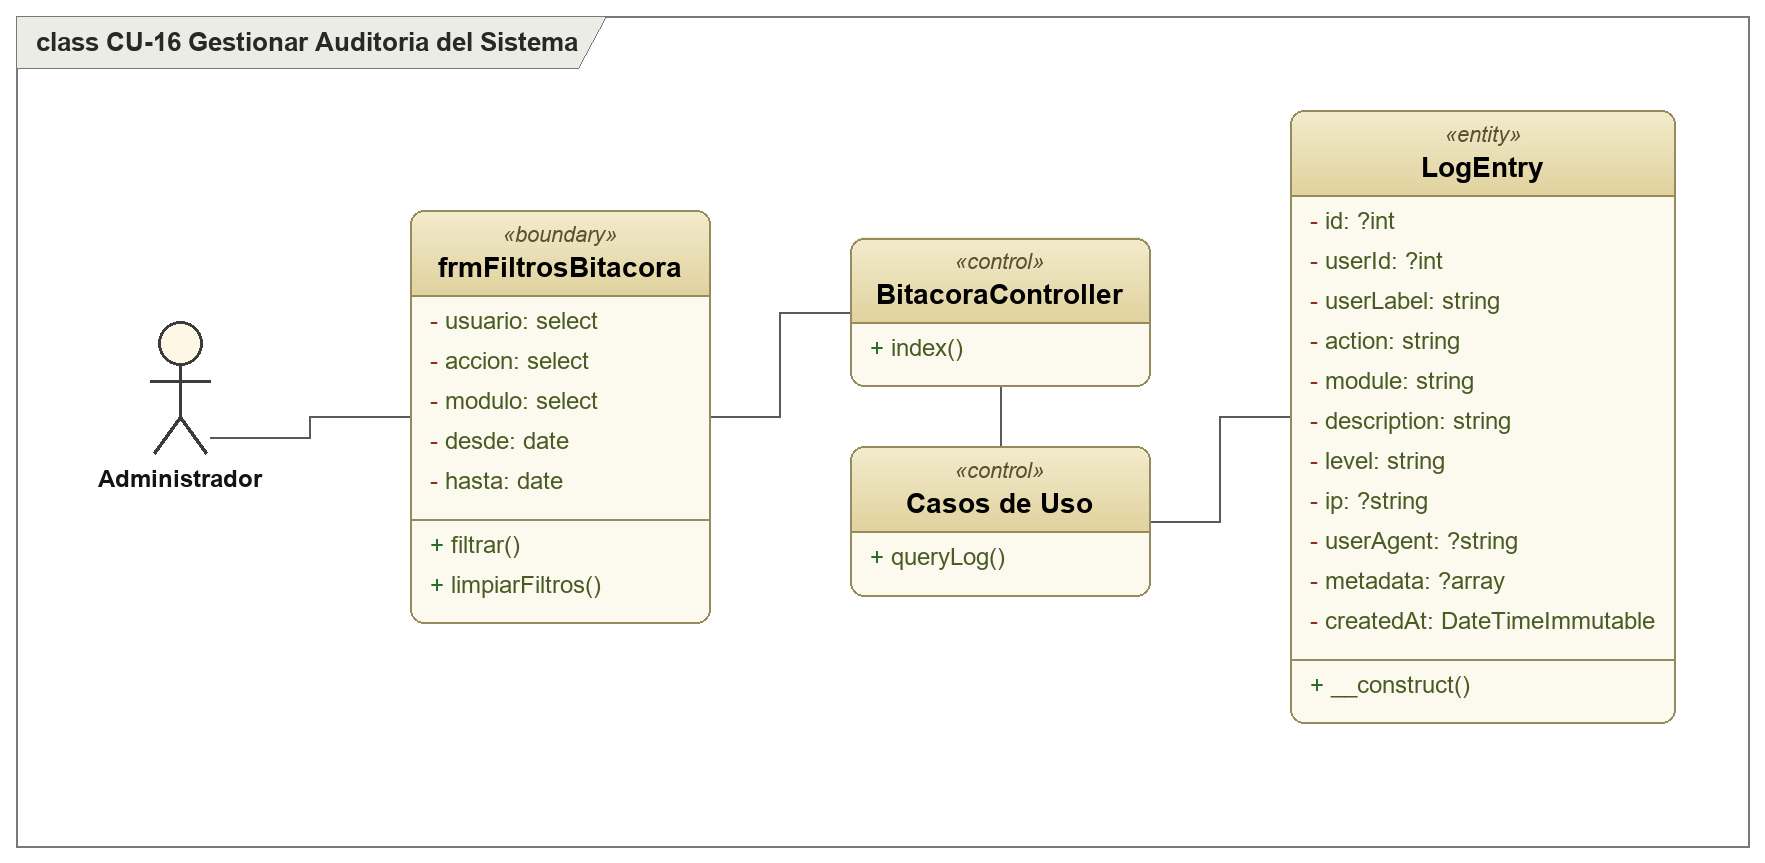 class CU-16 Gestionar Auditoria del Sistema
Administrador
«boundary»
frmFiltrosBitacora
- usuario: select
- accion: select
- modulo: select
- desde: date
- hasta: date
+ filtrar()
+ limpiarFiltros()
«control»
BitacoraController
+ index()
«control»
Casos de Uso
+ queryLog()
«entity»
LogEntry
- id: ?int
- userId: ?int
- userLabel: string
- action: string
- module: string
- description: string
- level: string
- ip: ?string
- userAgent: ?string
- metadata: ?array
- createdAt: DateTimeImmutable
+ __construct()